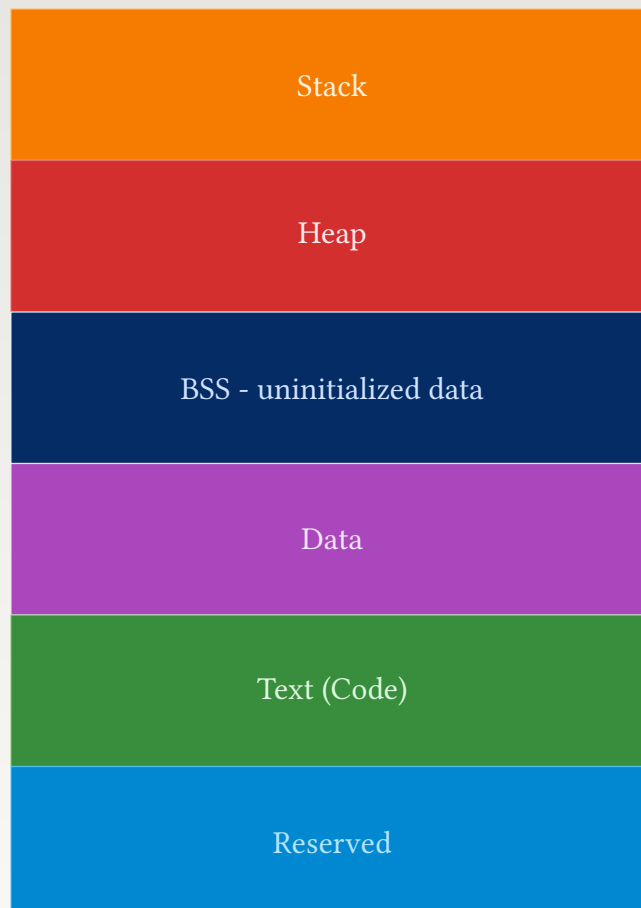 Stack
Heap
BSS - uninitialized data
Data
Text (Code)
Reserved